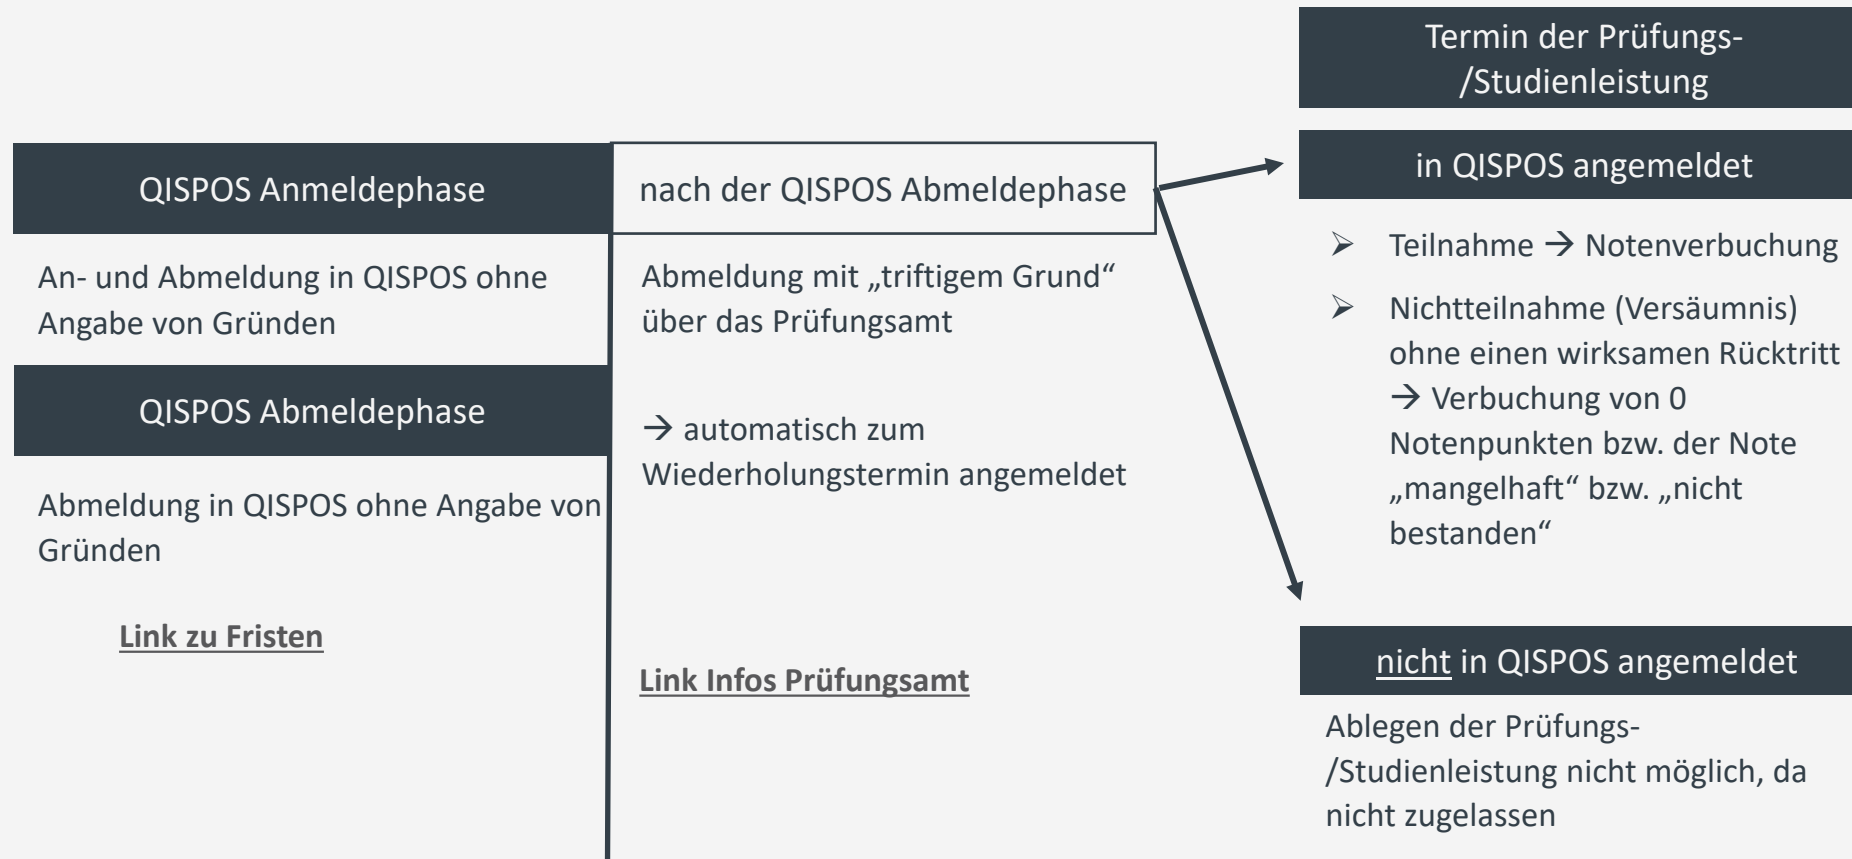 QISPOS Anmeldephase
An- und Abmeldung in QISPOS ohne
Angabe von Gründen
QISPOS Abmeldephase
Abmeldung in QISPOS ohne Angabe von
Gründen
Link zu Fristen
nach der QISPOS Abmeldephase
Abmeldung mit „triftigem Grund“
über das Prüfungsamt
→ automatisch zum
Wiederholungstermin angemeldet
Link Infos Prüfungsamt
Termin der Prüfungs-
/Studienleistung
in QISPOS angemeldet
➢ Teilnahme → Notenverbuchung
➢ Nichtteilnahme (Versäumnis)
ohne einen wirksamen Rücktritt
→ Verbuchung von 0
Notenpunkten bzw. der Note
„mangelhaft“ bzw. „nicht
bestanden“
nicht in QISPOS angemeldet
Ablegen der Prüfungs-
/Studienleistung nicht möglich, da
nicht zugelassen